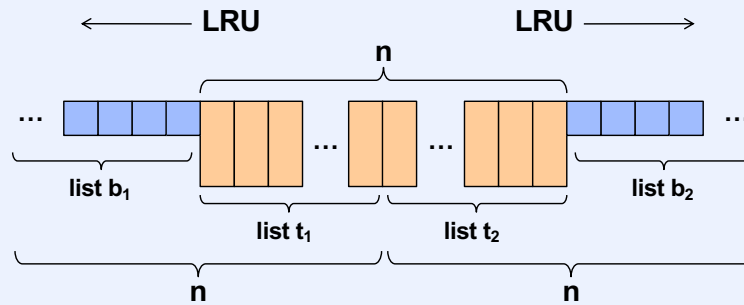 LRU LRU
n
... ... ... ...
list b₁ list b₂
list t₁ list t₂
n n